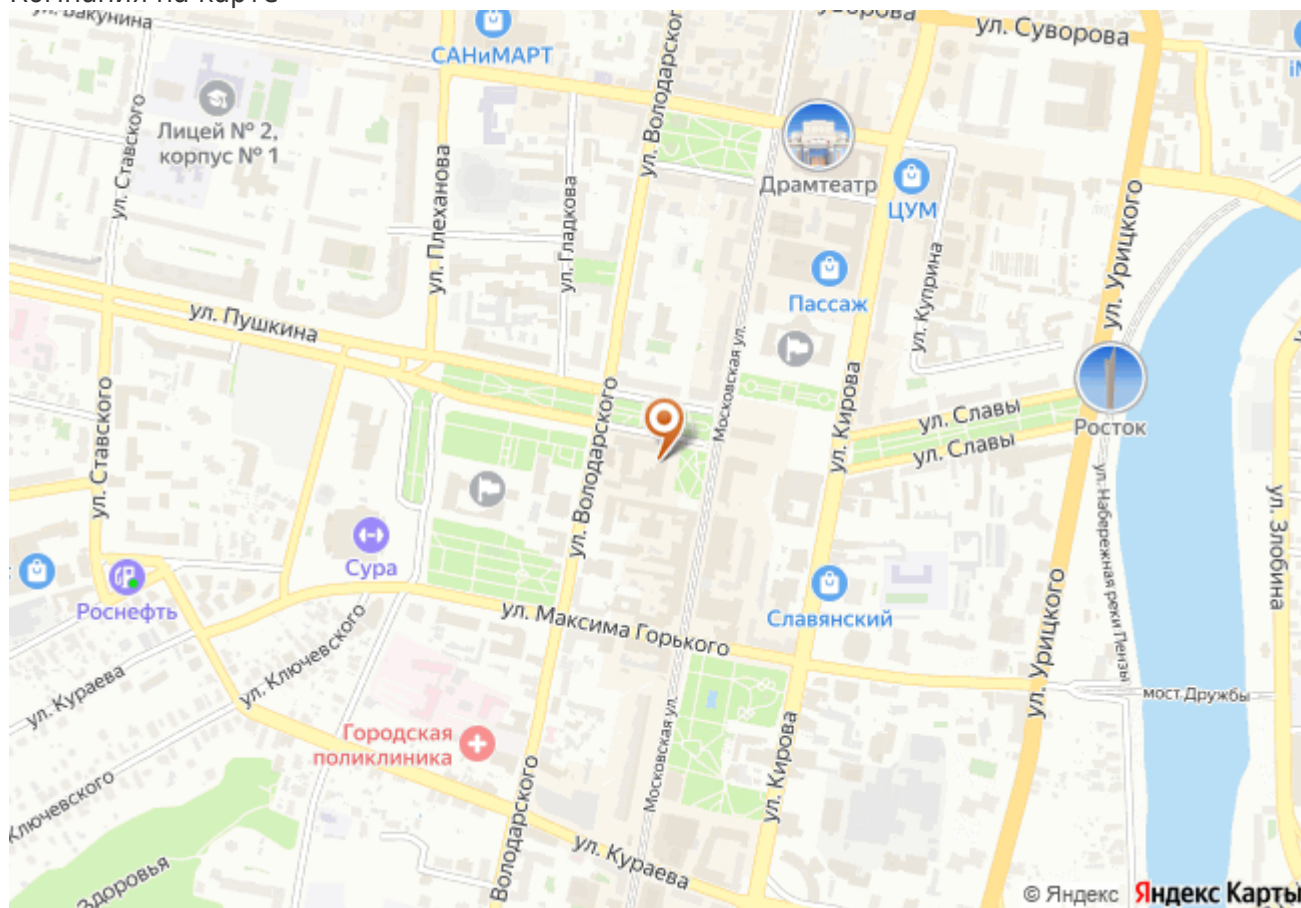 Компания на карте
ул. Бакунина
САНиМАРТ
ул. Володарского
ул. Суворова
Лицей № 2,
корпус № 1
ул. Ставского
ул. Плеханова
ул. Гладкова
Драмтеатр
ЦУМ
ул. Куприна
ул. Урицкого
Пассаж
ул. Пушкина
Московская ул.
ул. Кирова
ул. Славы
ул. Славы
Росток
ул. Ставского
ул. Володарского
Сура
Роснефть
ул. Набережная реки Пензы
ул. Злобина
Славянский
ул. Максима Горького
ул. Урицкого
ул. Ключевского
ул. Кураева
мост Дружбы
Городская
поликлиника
Московская ул.
ул. Кирова
Ключевского
Володарского
ул. Кураева
Здоровья
© Яндекс Яндекс Карты